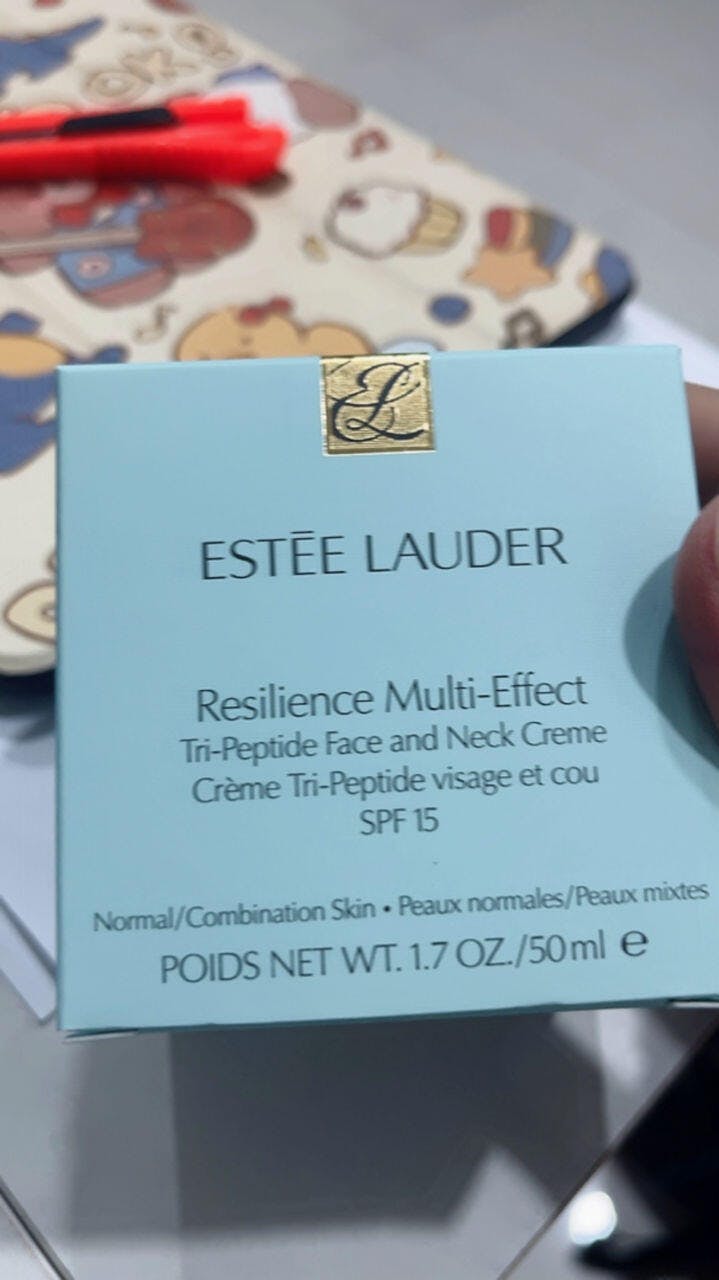 EL
ESTĒE LAUDER
Resilience Multi-Effect
Tri-Peptide Face and Neck Creme
Crème Tri-Peptide visage et cou
SPF 15
Normal/Combination Skin • Peaux normales/Peaux mixtes
POIDS NET WT. 1.7 OZ./50 ml ℮